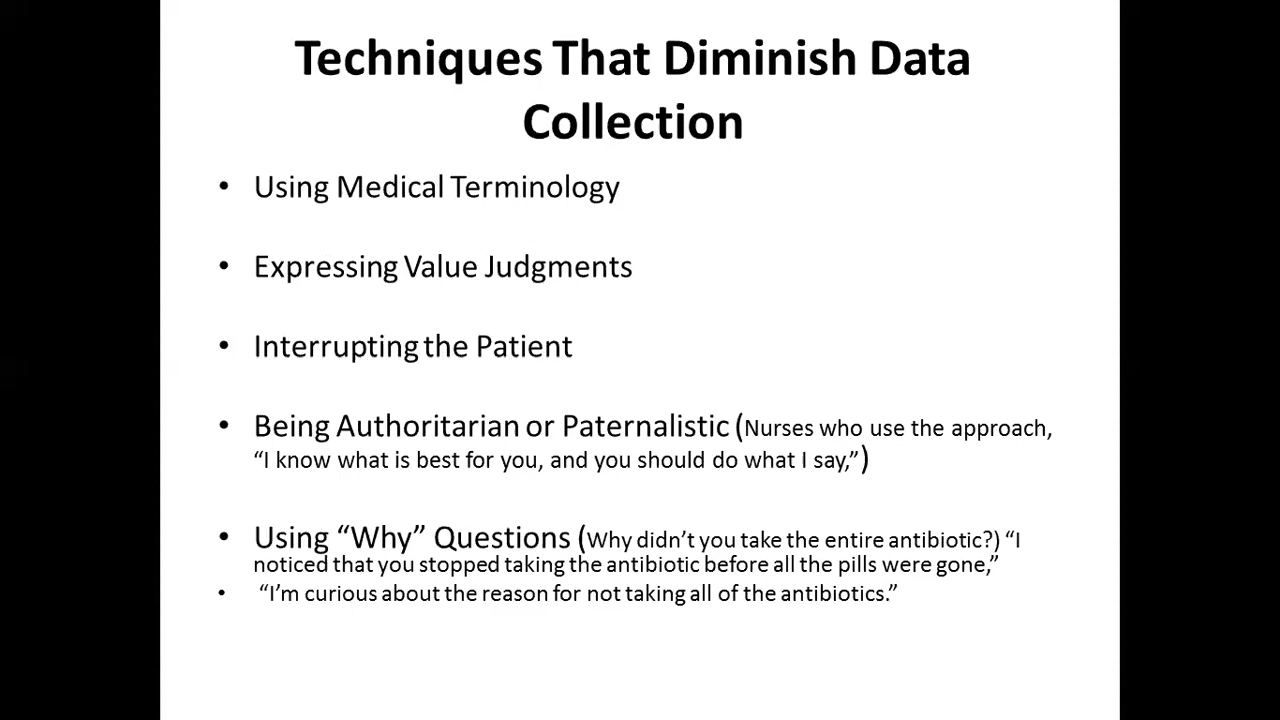 Techniques That Diminish Data
Collection
• Using Medical Terminology
• Expressing Value Judgments
• Interrupting the Patient
• Being Authoritarian or Paternalistic (Nurses who use the approach,
“I know what is best for you, and you should do what I say,”)
• Using “Why” Questions (Why didn’t you take the entire antibiotic?) “I
noticed that you stopped taking the antibiotic before all the pills were gone,”
• “I’m curious about the reason for not taking all of the antibiotics.”